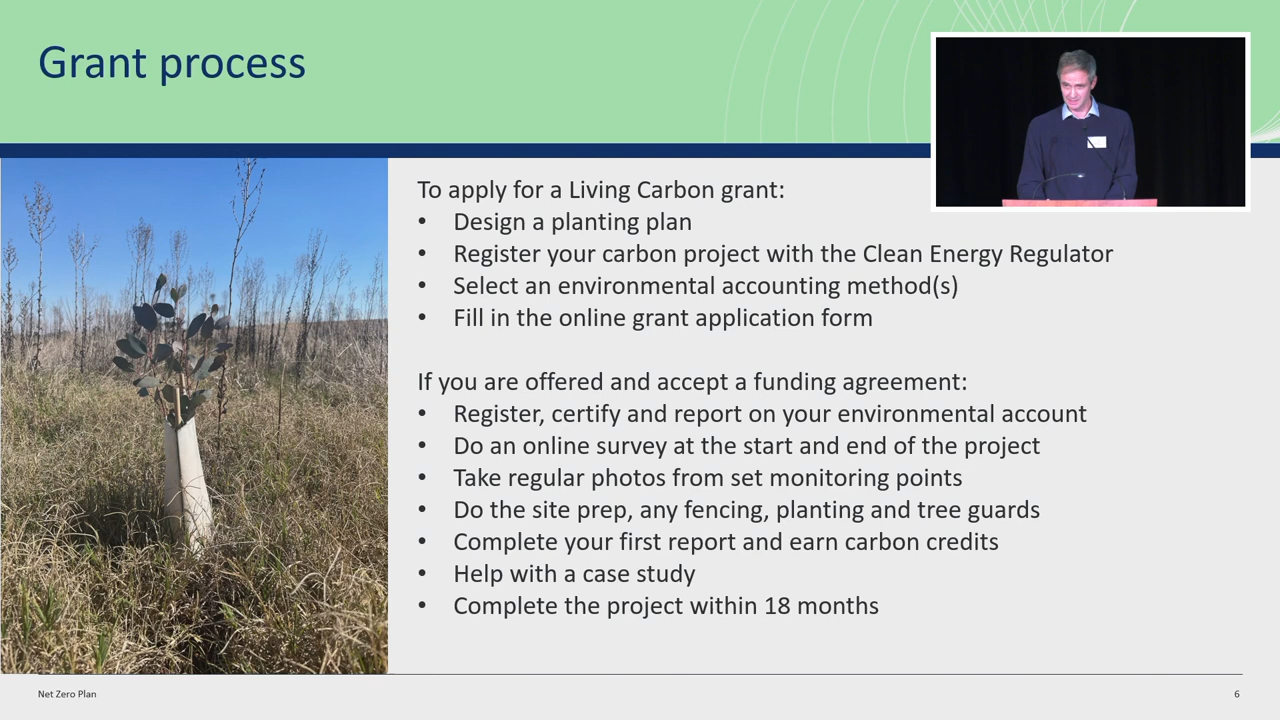 Grant process
To apply for a Living Carbon grant:
• Design a planting plan
• Register your carbon project with the Clean Energy Regulator
• Select an environmental accounting method(s)
• Fill in the online grant application form
If you are offered and accept a funding agreement:
• Register, certify and report on your environmental account
• Do an online survey at the start and end of the project
• Take regular photos from set monitoring points
• Do the site prep, any fencing, planting and tree guards
• Complete your first report and earn carbon credits
• Help with a case study
• Complete the project within 18 months
Net Zero Plan
6